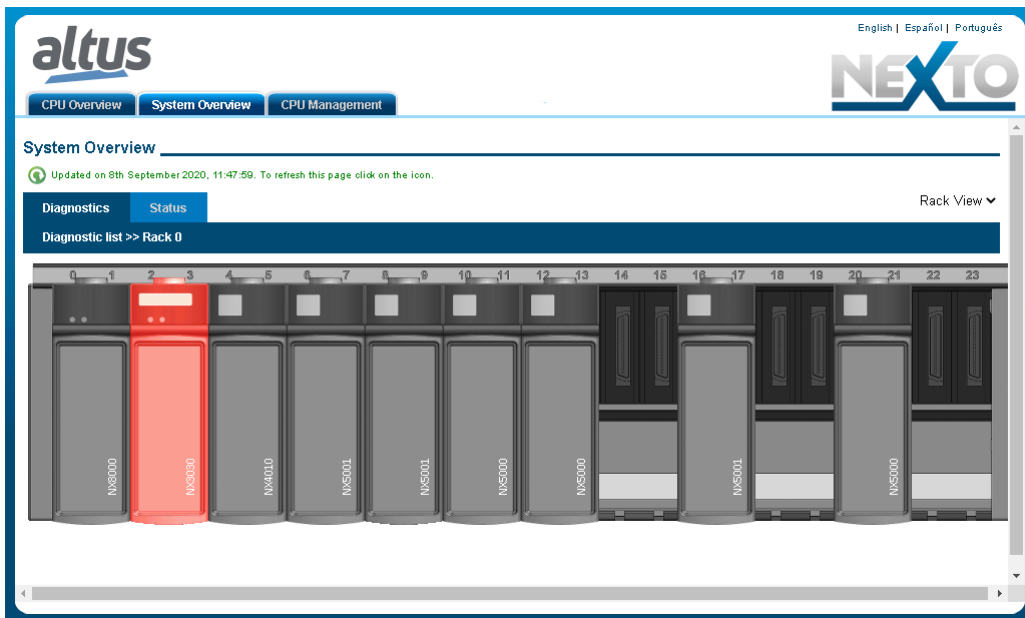 English | Español | Português
altus
NEXTO
CPU Overview System Overview CPU Management
System Overview
Updated on 8th September 2020, 11:47:59. To refresh this page click on the icon.
Diagnostics Status Rack View
Diagnostic list >> Rack 0
0 1 2 3 4 5 6 7 8 9 10 11 12 13 14 15 16 17 18 19 20 21 22 23
NX8000 NX3030 NX4010 NX5001 NX5001 NX5000 NX5000 NX5001 NX5000